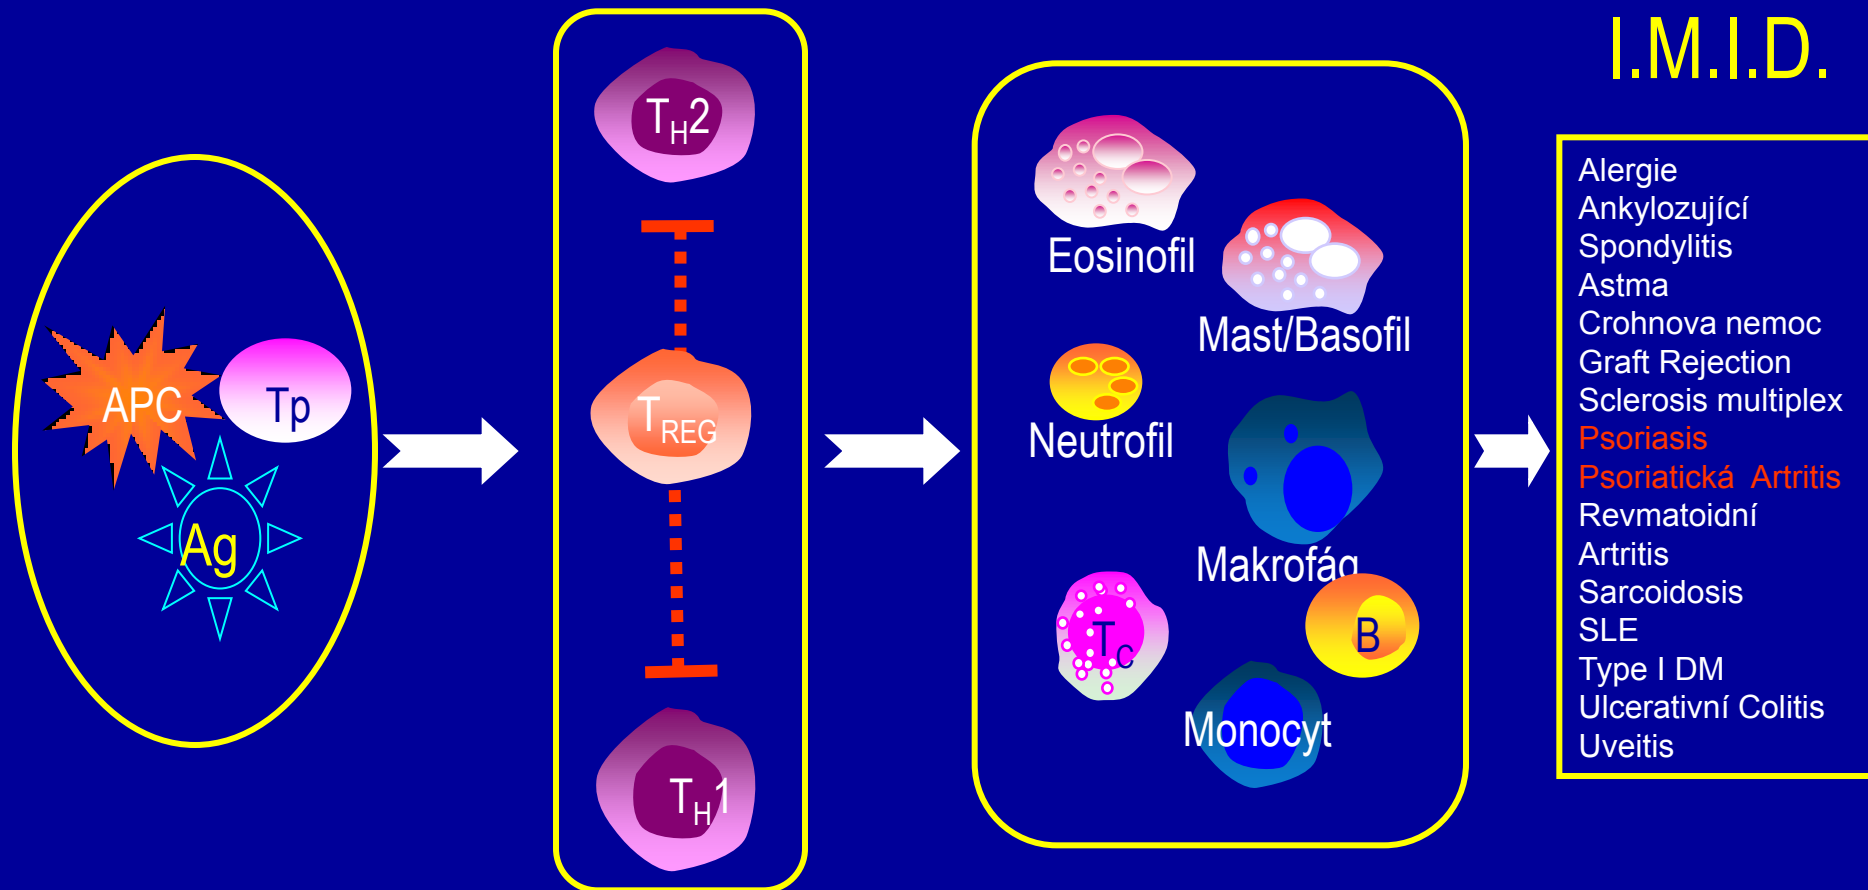 I.M.I.D.
APC
Tp
Ag
TH2
TREG
TH1
Eosinofil
Mast/Basofil
Neutrofil
Makrofág
TC
B
Monocyt
Alergie
Ankylozující
Spondylitis
Astma
Crohnova nemoc
Graft Rejection
Sclerosis multiplex
Psoriasis
Psoriatická Artritis
Revmatoidní
Artritis
Sarcoidosis
SLE
Type I DM
Ulcerativní Colitis
Uveitis